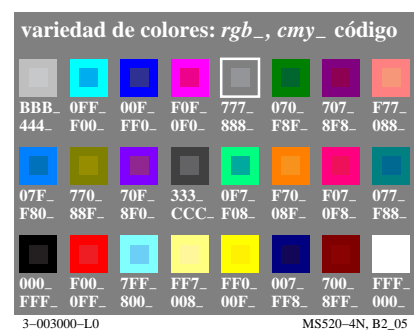 variedad de colores: rgb_, cmy_ código
BBB_ 0FF_ 00F_ F0F_ 777_ 070_ 707_ F77_
444_ F00_ FF0_ 0F0_ 888_ F8F_ 8F8_ 088_
07F_ 770_ 70F_ 333_ 0F7_ F70_ F07_ 077_
F80_ 88F_ 8F0_ CCC_ F08_ 08F_ 0F8_ F88_
000_ F00_ 7FF_ FF7_ FF0_ 007_ 700_ FFF_
FFF_ 0FF_ 800_ 008_ 00F_ FF8_ 8FF_ 000_
3-003000-L0 MS520-4N, B2_05